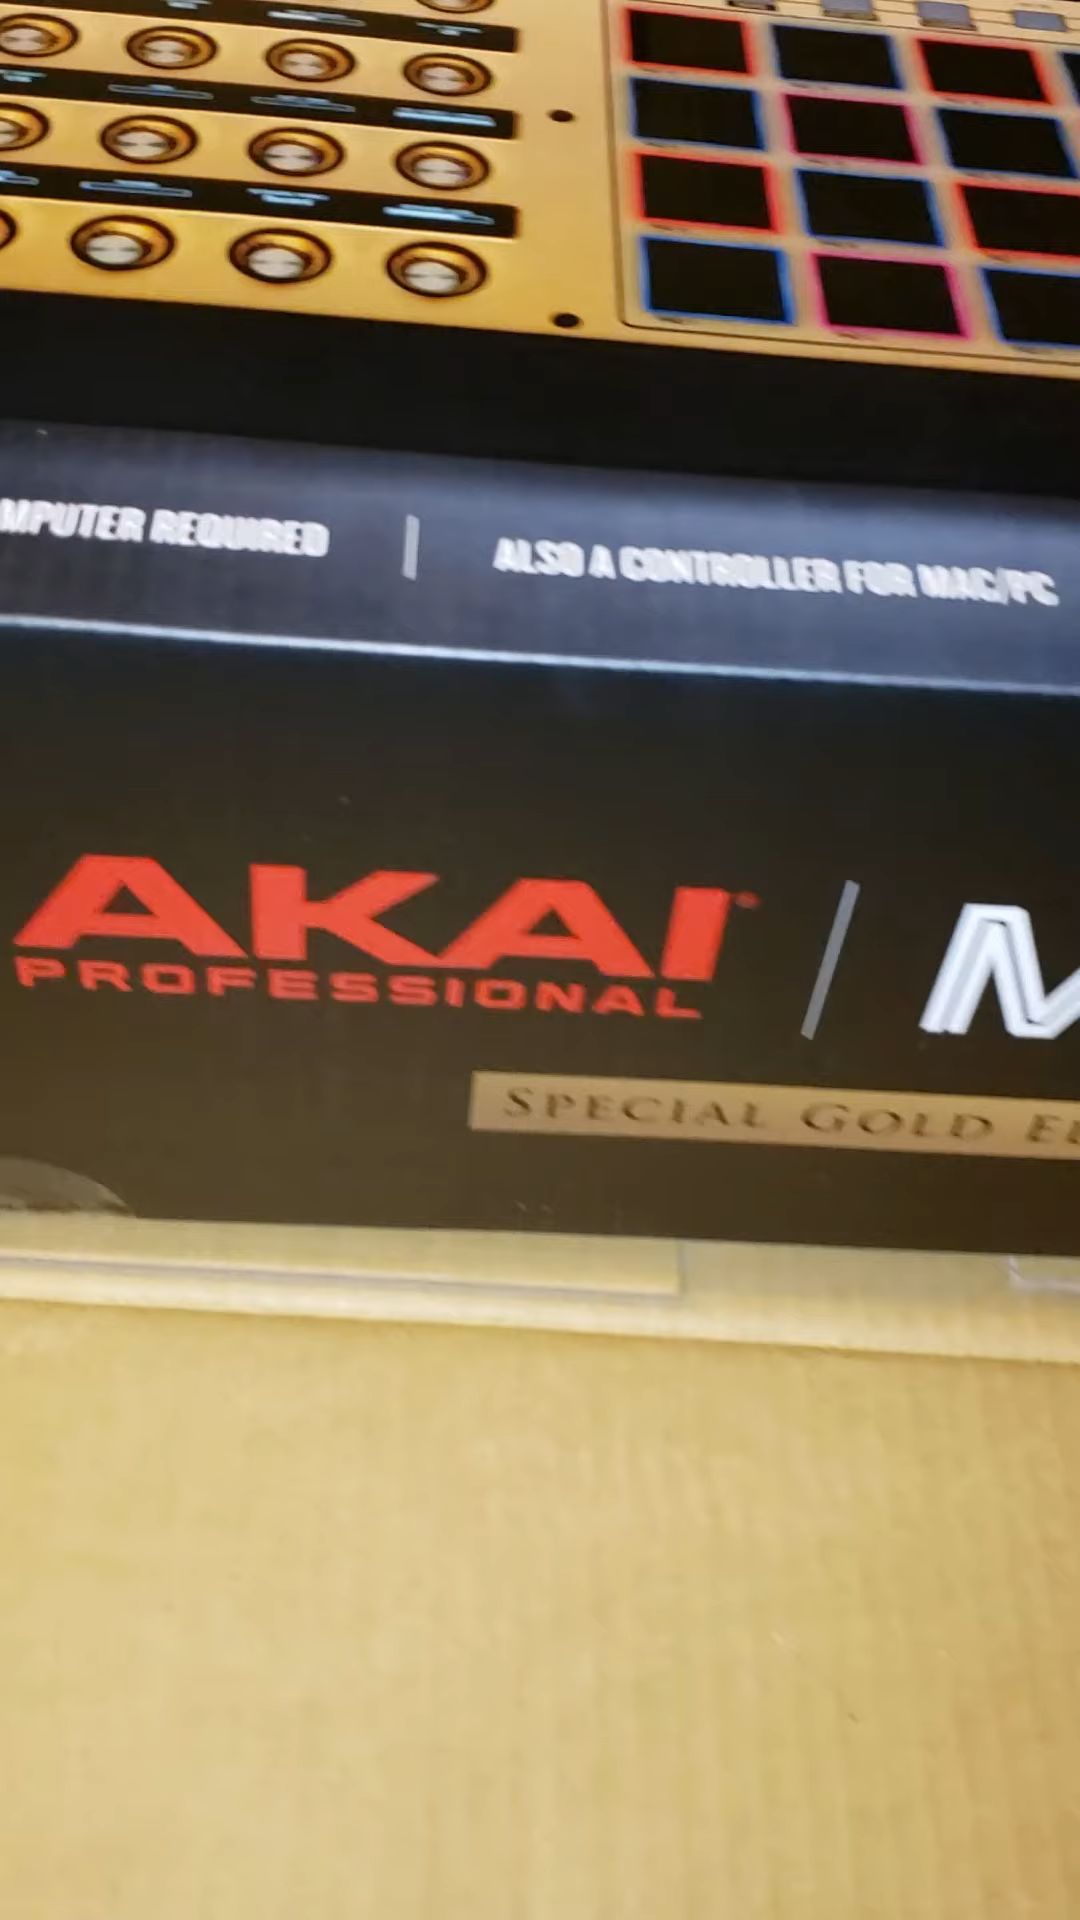 MPUTER REQUIRED | ALSO A CONTROLLER FOR MAC/PC
AKAI
PROFESSIONAL
M
SPECIAL GOLD E